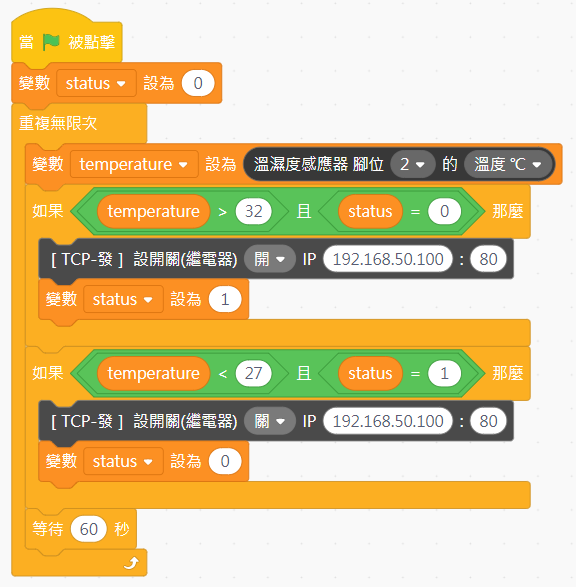 當 被點擊
變數 status 設為 0
重複無限次
變數 temperature 設為 溫濕度感應器 腳位 2 的 溫度 ℃
如果 temperature > 32 且 status = 0 那麼
[ TCP-發 ] 設開關(繼電器) 開 IP 192.168.50.100 : 80
變數 status 設為 1
如果 temperature < 27 且 status = 1 那麼
[ TCP-發 ] 設開關(繼電器) 關 IP 192.168.50.100 : 80
變數 status 設為 0
等待 60 秒